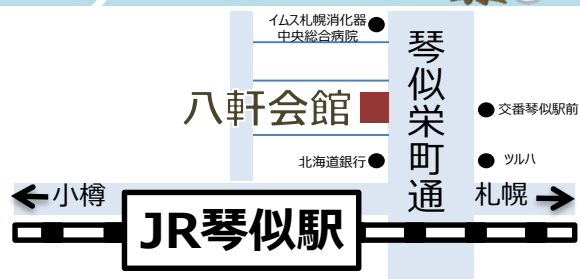 イムス札幌消化器
中央総合病院
琴似栄町通
八軒会館
交番琴似駅前
北海道銀行
ツルハ
小樽
札幌
JR琴似駅